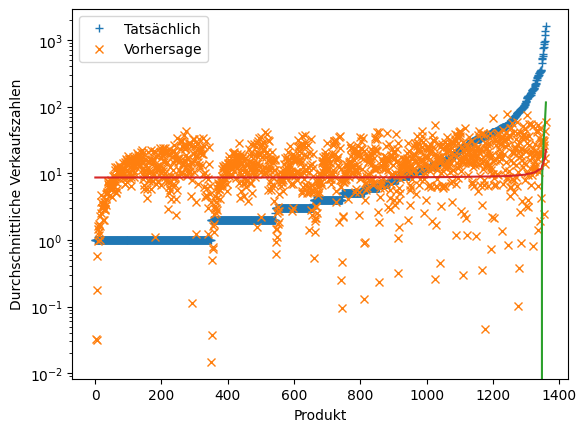 Tatsächlich
Vorhersage
10³
10²
10¹
10⁰
10⁻¹
10⁻²
Durchschnittliche Verkaufszahlen
0 200 400 600 800 1000 1200 1400
Produkt